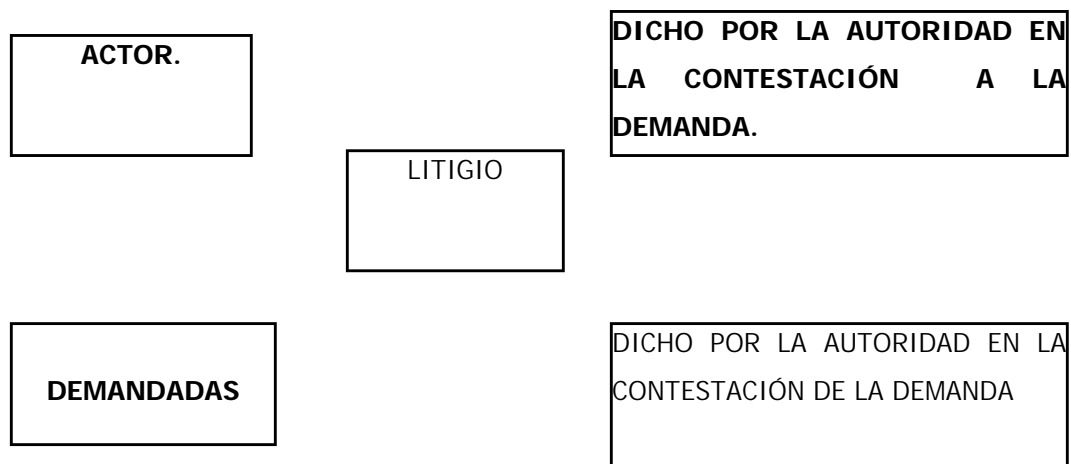 ACTOR.
DICHO POR LA AUTORIDAD EN
LA CONTESTACIÓN A LA
DEMANDA.
LITIGIO
DEMANDADAS
DICHO POR LA AUTORIDAD EN LA
CONTESTACIÓN DE LA DEMANDA